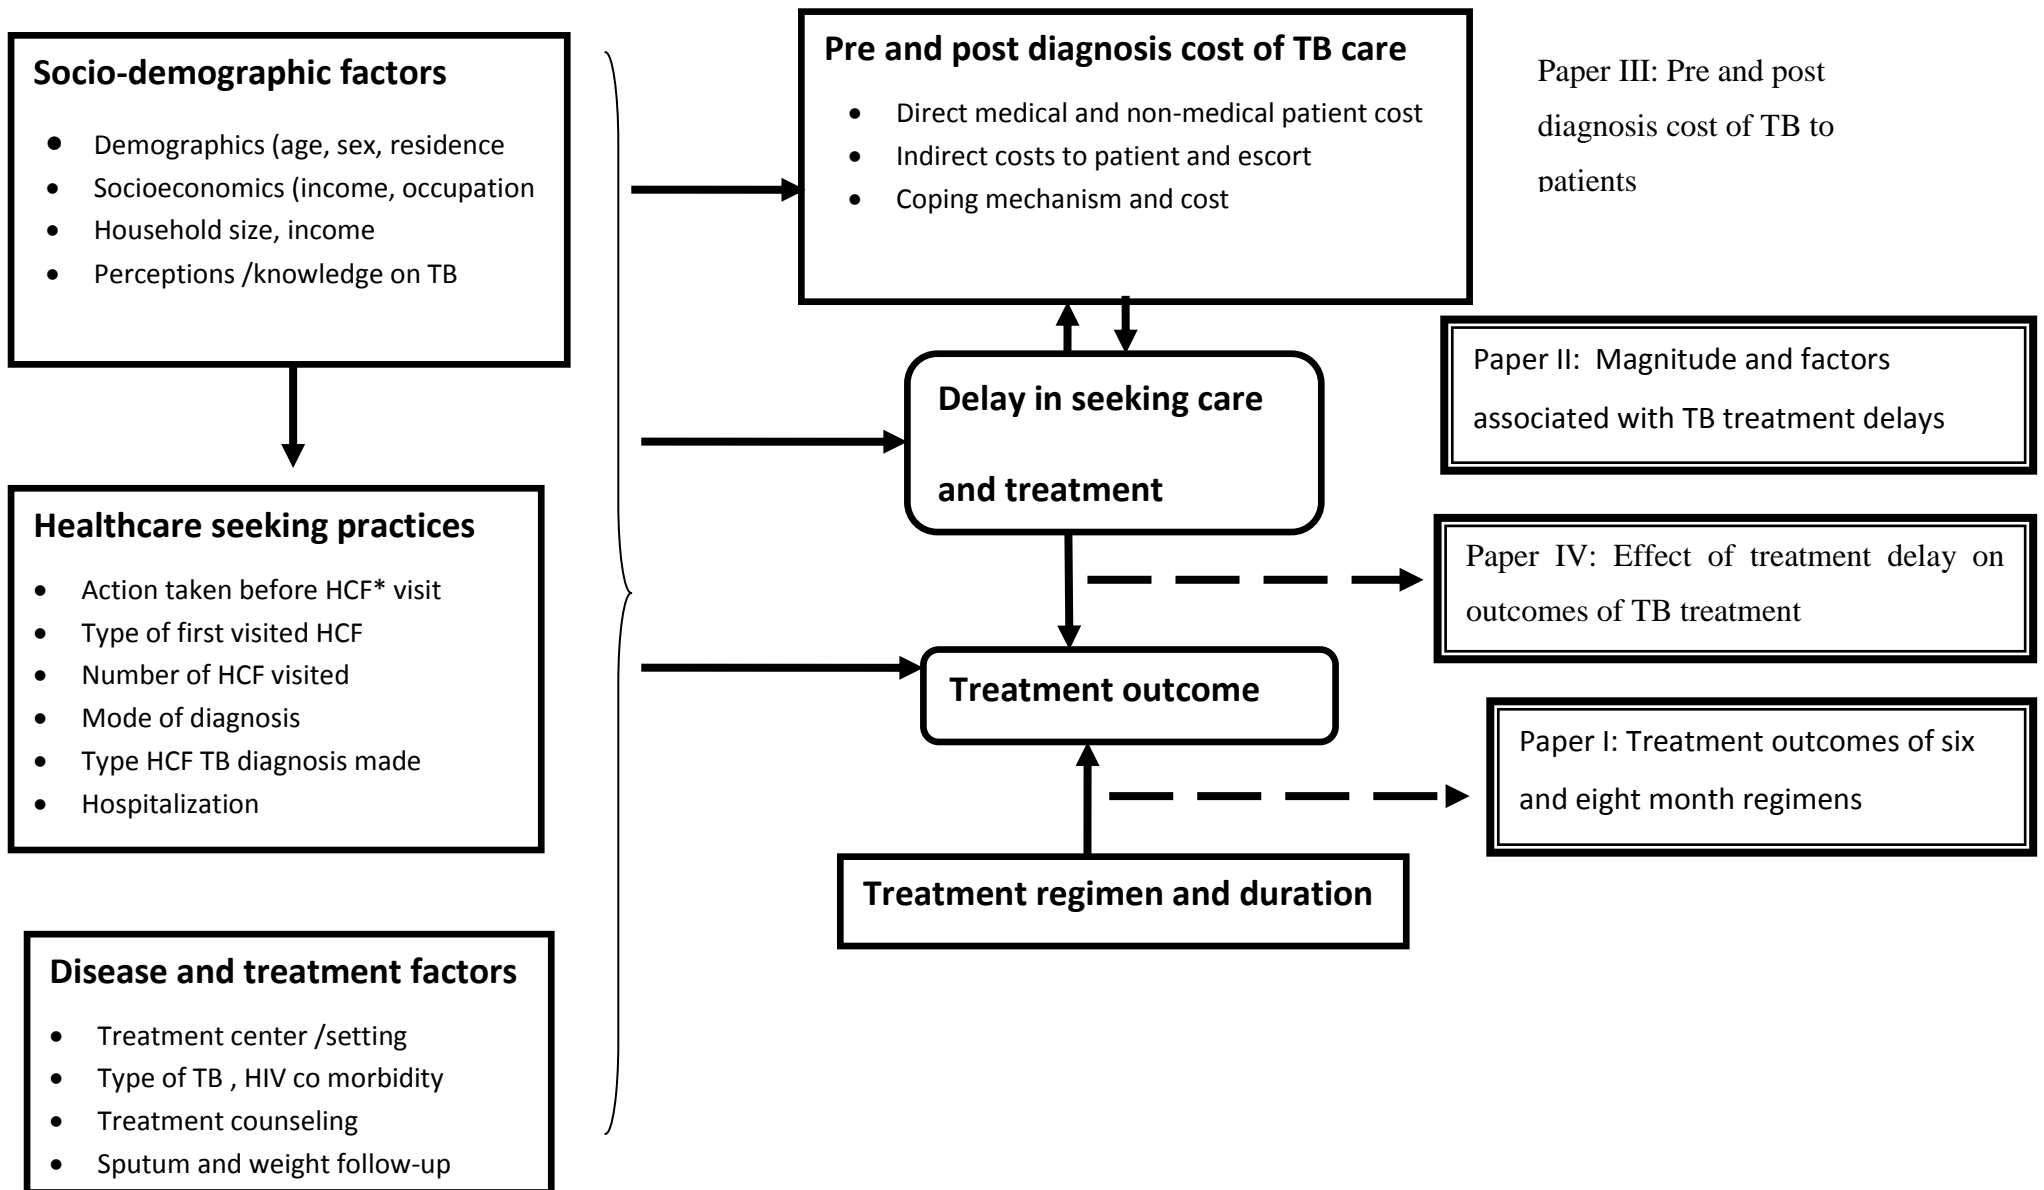 Socio-demographic factors
• Demographics (age, sex, residence
• Socioeconomics (income, occupation
• Household size, income
• Perceptions /knowledge on TB
Healthcare seeking practices
• Action taken before HCF* visit
• Type of first visited HCF
• Number of HCF visited
• Mode of diagnosis
• Type HCF TB diagnosis made
• Hospitalization
Disease and treatment factors
• Treatment center /setting
• Type of TB , HIV co morbidity
• Treatment counseling
• Sputum and weight follow-up
Pre and post diagnosis cost of TB care
• Direct medical and non-medical patient cost
• Indirect costs to patient and escort
• Coping mechanism and cost
Delay in seeking care
and treatment
Treatment outcome
Treatment regimen and duration
Paper III: Pre and post
diagnosis cost of TB to
patients
Paper II: Magnitude and factors
associated with TB treatment delays
Paper IV: Effect of treatment delay on
outcomes of TB treatment
Paper I: Treatment outcomes of six
and eight month regimens